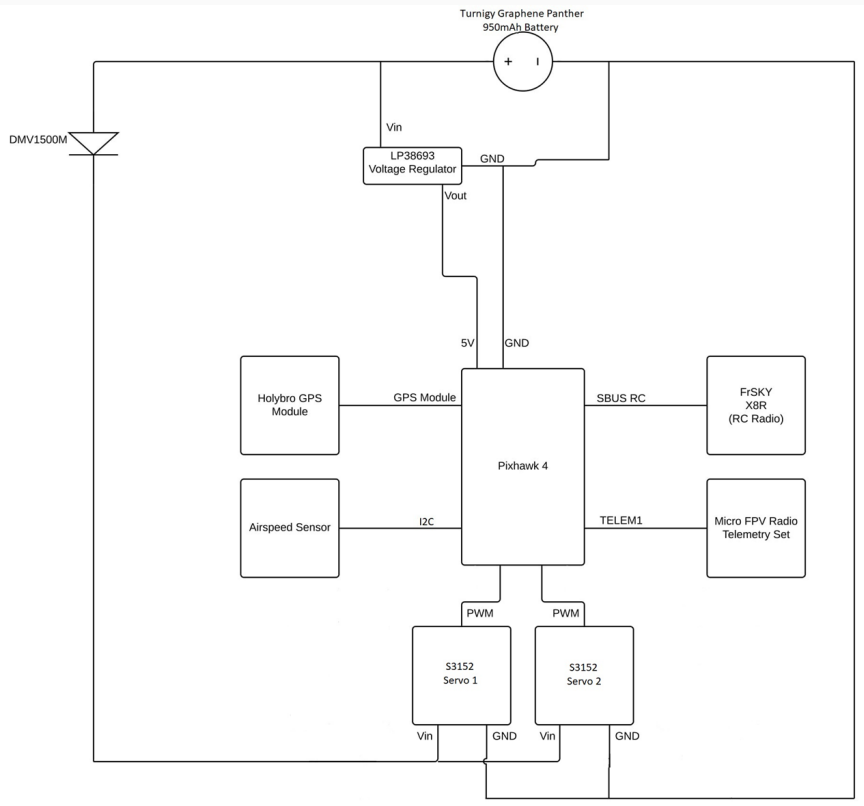 Turnigy Graphene Panther
950mAh Battery
+ I
DMV1500M
Vin
LP38693
Voltage Regulator
GND
Vout
5V
GND
Holybro GPS
Module
GPS Module
SBUS RC
FrSKY
X8R
(RC Radio)
Pixhawk 4
Airspeed Sensor
I2C
TELEM1
Micro FPV Radio
Telemetry Set
PWM
PWM
S3152
Servo 1
S3152
Servo 2
Vin
GND
Vin
GND